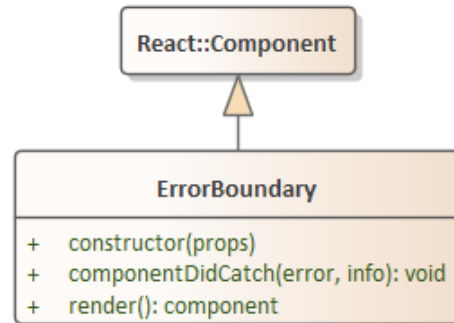 React::Component
ErrorBoundary
+ constructor(props)
+ componentDidCatch(error, info): void
+ render(): component